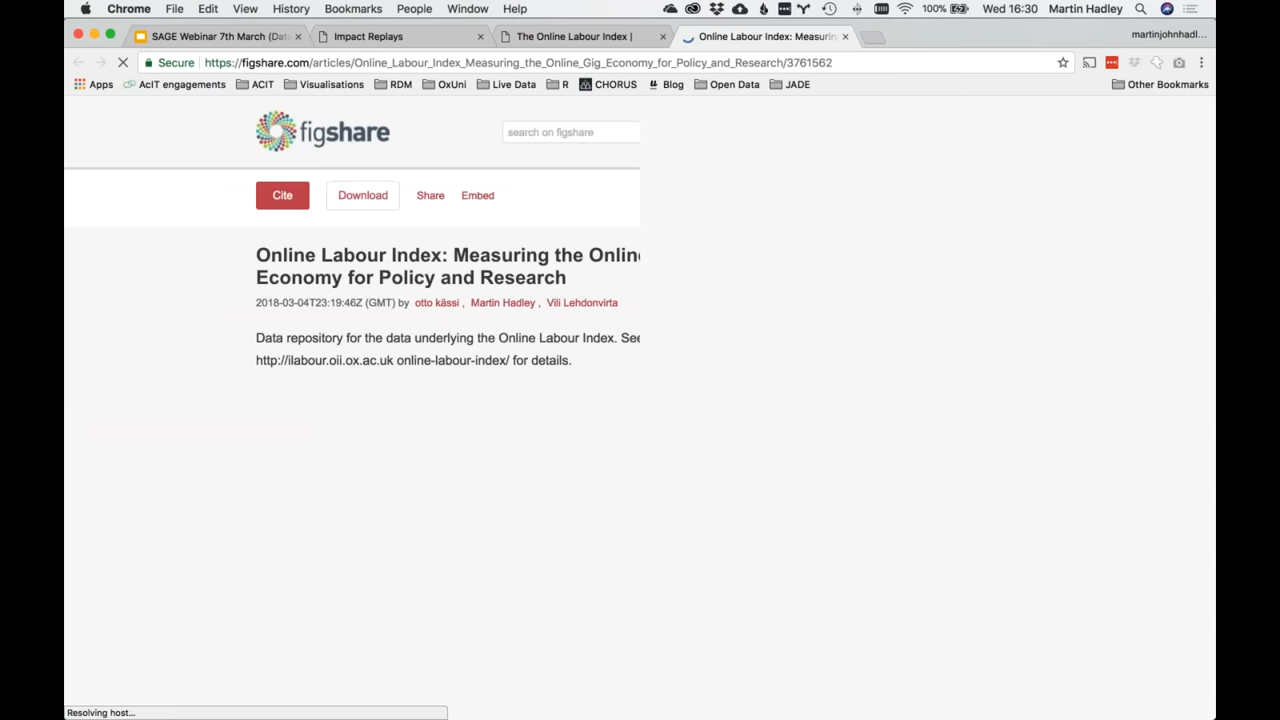 Chrome File Edit View History Bookmarks People Window Help 100% Wed 16:30 Martin Hadley
SAGE Webinar 7th March (Dat Impact Replays The Online Labour Index | Online Labour Index: Measurin martinjohnhadl...
Secure https://figshare.com/articles/Online_Labour_Index_Measuring_the_Online_Gig_Economy_for_Policy_and_Research/3761562
Apps AcIT engagements ACIT Visualisations RDM OxUni Live Data R CHORUS Blog Open Data JADE Other Bookmarks
figshare search on figshare
Cite Download Share Embed
Online Labour Index: Measuring the Onlin
Economy for Policy and Research
2018-03-04T23:19:46Z (GMT) by otto kässi , Martin Hadley , Vili Lehdonvirta
Data repository for the data underlying the Online Labour Index. See
http://ilabour.oii.ox.ac.uk online-labour-index/ for details.
Resolving host...